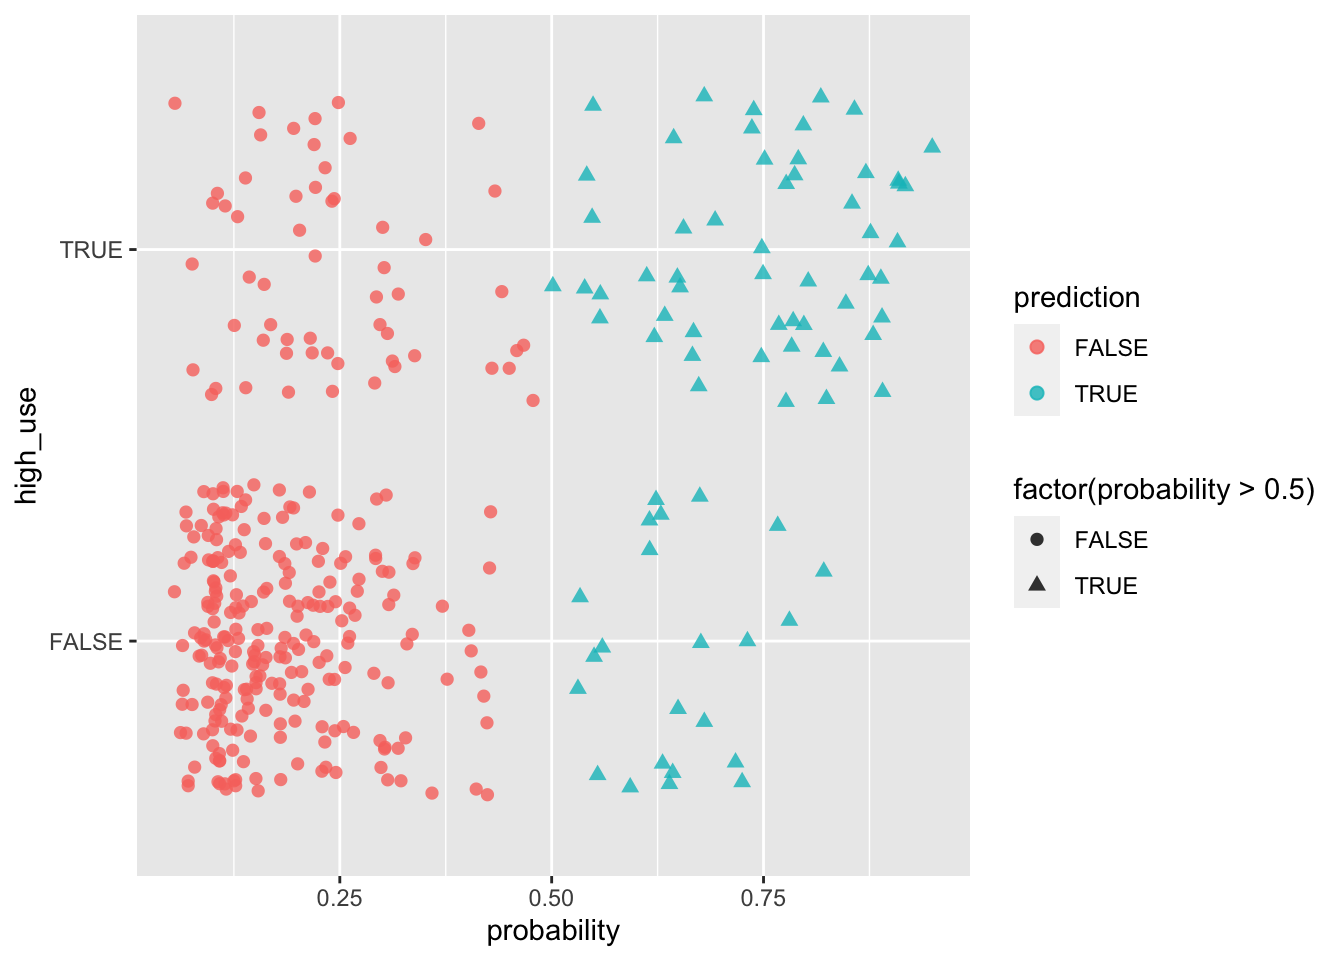 high_use
TRUE
FALSE
0.25 0.50 0.75
probability
prediction
FALSE
TRUE
factor(probability > 0.5)
FALSE
TRUE